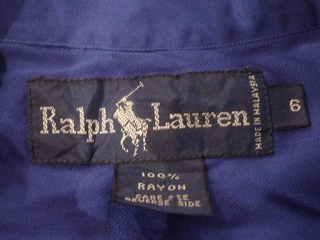 Ralph Lauren
MADE IN MALAYSIA
6
100%
RAYON
CARE SEE
REVERSE SIDE